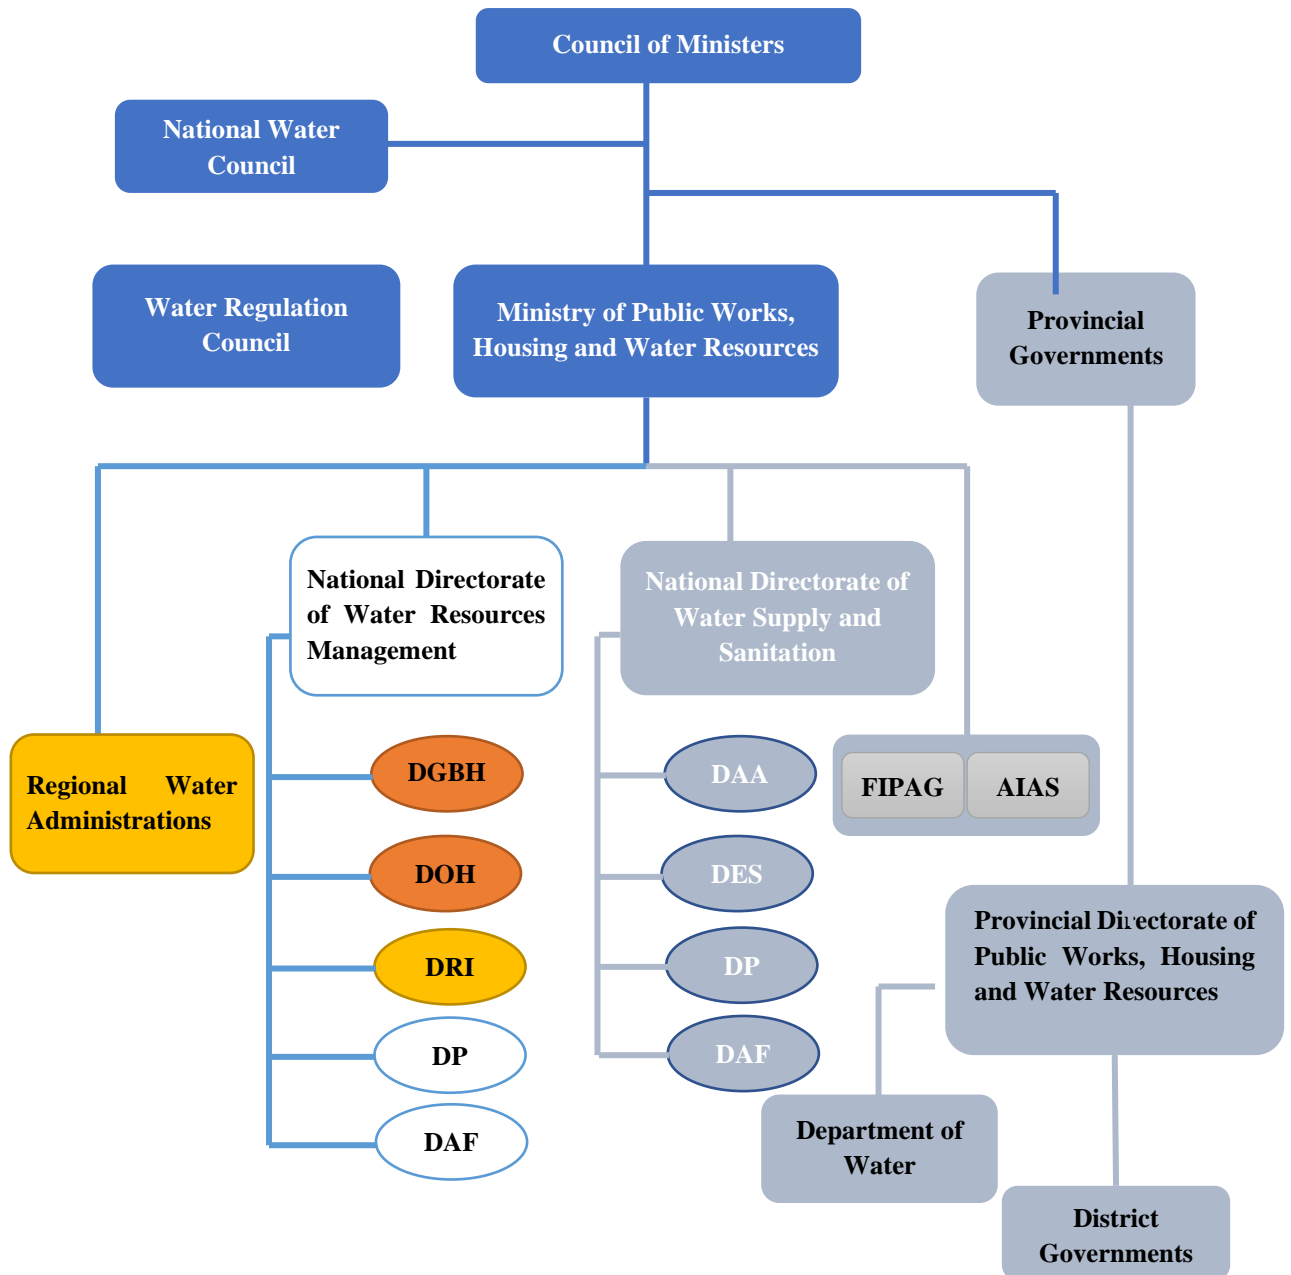 Council of Ministers
National Water
Council
Water Regulation
Council
Ministry of Public Works,
Housing and Water Resources
Provincial
Governments
National Directorate
of Water Resources
Management
National Directorate of
Water Supply and
Sanitation
Regional Water
Administrations
DGBH
DOH
DRI
DP
DAF
DAA
DES
DP
DAF
FIPAG
AIAS
Provincial Directorate of
Public Works, Housing
and Water Resources
Department of
Water
District
Governments